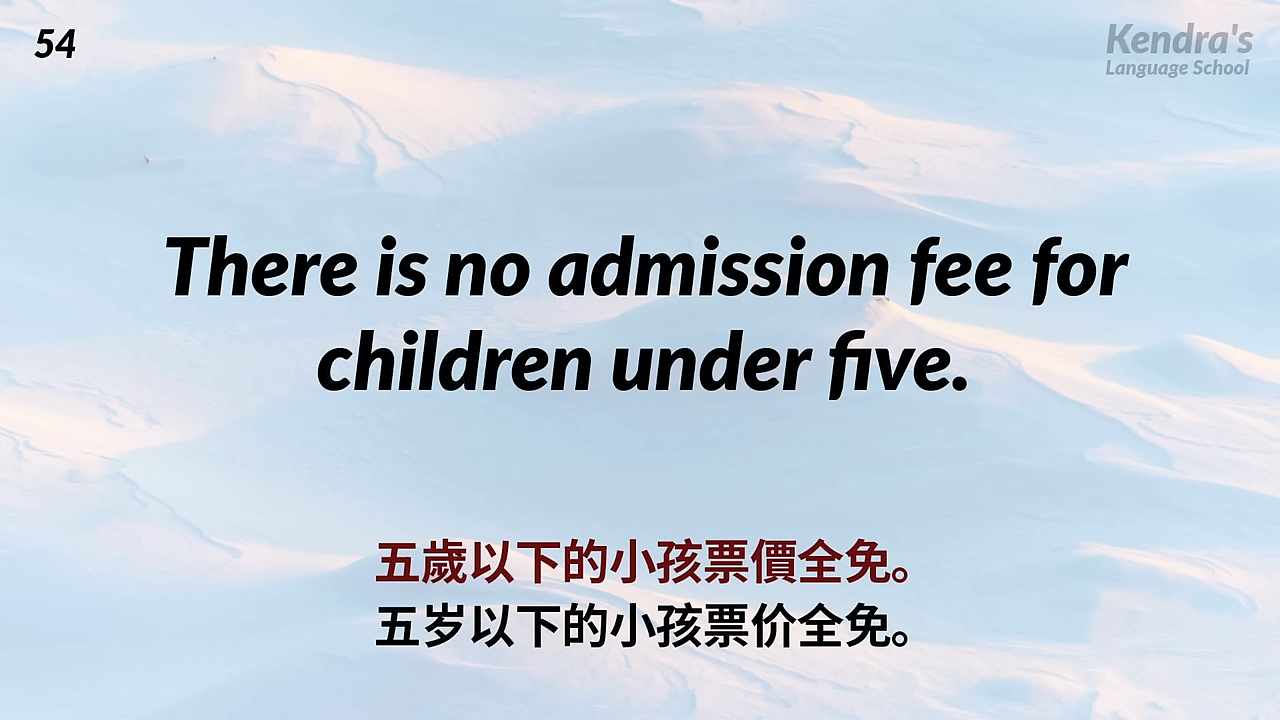 54
Kendra's
Language School
There is no admission fee for
children under five.
五歲以下的小孩票價全免。
五岁以下的小孩票价全免。